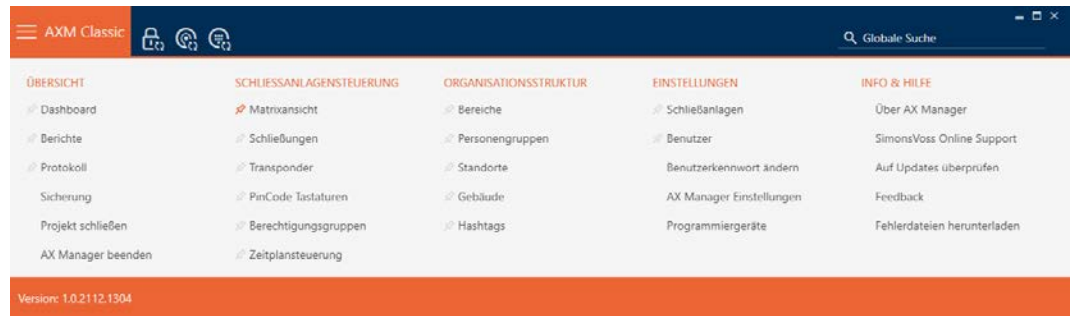 AXM Classic
Globale Suche
ÜBERSICHT
Dashboard
Berichte
Protokoll
Sicherung
Projekt schließen
AX Manager beenden
SCHLIESSANLAGENSTEUERUNG
Matrixansicht
Schließungen
Transponder
PinCode Tastaturen
Berechtigungsgruppen
Zeitplansteuerung
ORGANISATIONSSTRUKTUR
Bereiche
Personengruppen
Standorte
Gebäude
Hashtags
EINSTELLUNGEN
Schließanlagen
Benutzer
Benutzerkennwort ändern
AX Manager Einstellungen
Programmiergeräte
INFO & HILFE
Über AX Manager
SimonsVoss Online Support
Auf Updates überprüfen
Feedback
Fehlerdateien herunterladen
Version: 1.0.2112.1304